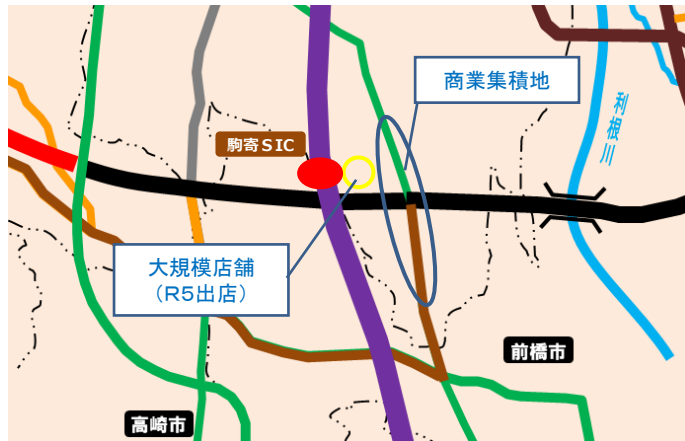 商業集積地
利根川
駒寄SIC
大規模店舗
（R5出店）
前橋市
高崎市